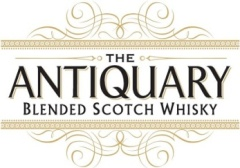 THE
ANTIQUARY
BLENDED SCOTCH WHISKY